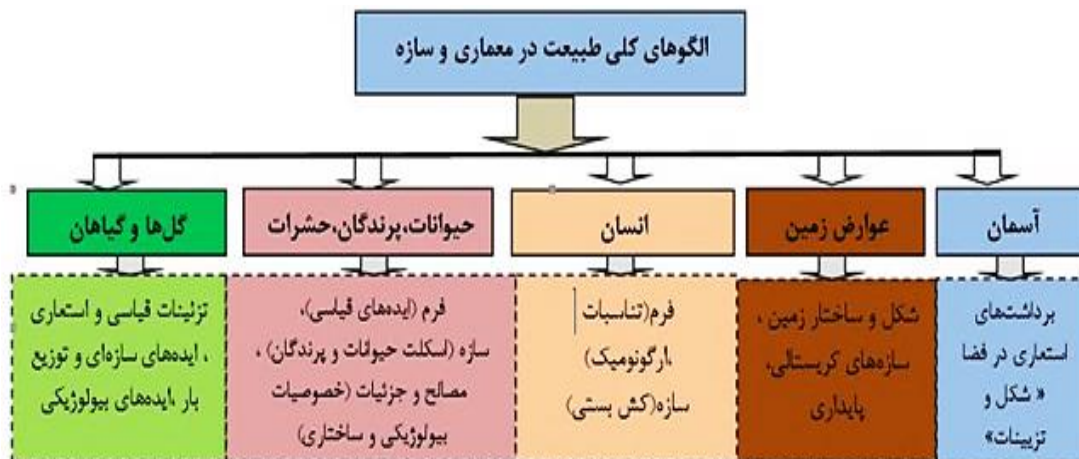 الگوهای کلی طبیعت در معماری و سازه
آسمان
عوارض زمین
انسان
حیوانات،پرندگان،حشرات
گل‌ها و گیاهان
برداشت‌های
استعاری در فضا
« شکل و
تزیینات»
شکل و ساختار زمین ،
سازه‌های کریستالی،
پایداری
فرم(تناسبات
،ارگونومیک)
سازه(کش بستی)
فرم (ایده‌های قیاسی)،
سازه (اسکلت حیوانات و پرندگان) ،
مصالح و جزئیات (خصوصیات
بیولوژیکی و ساختاری)
تزئینات قیاسی و استعاری
، ایده‌های سازه‌ای و توزیع
بار ،ایده‌های بیولوژیکی